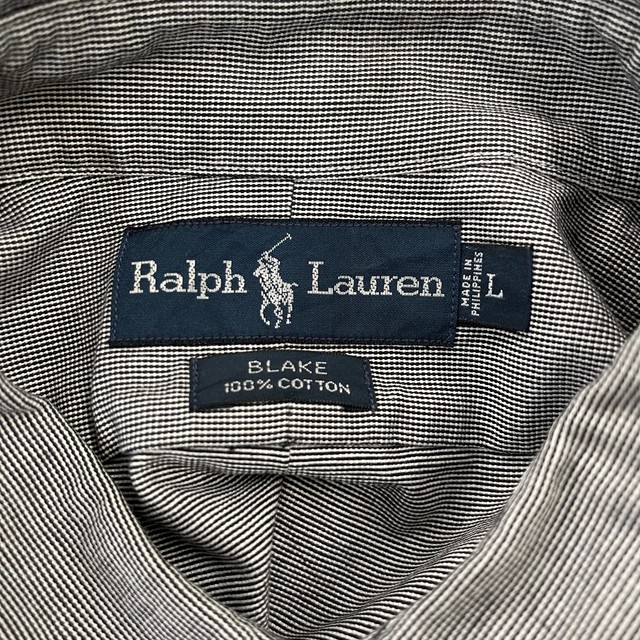 Ralph Lauren
MADE IN
PHILIPPINES
L
BLAKE
100% COTTON